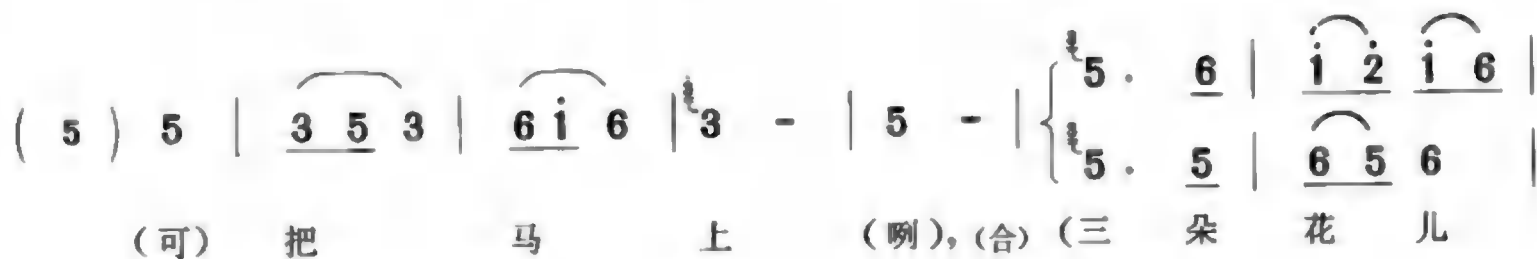 5 . 6 | i 2 i 6 |
( 5 ) 5 | 3 5 3 | 6 i 6 | 3 - | 5 - |
5 . 5 | 6 5 6 |
(可) 把 马 上 (咧),(合) (三 朵 花 儿